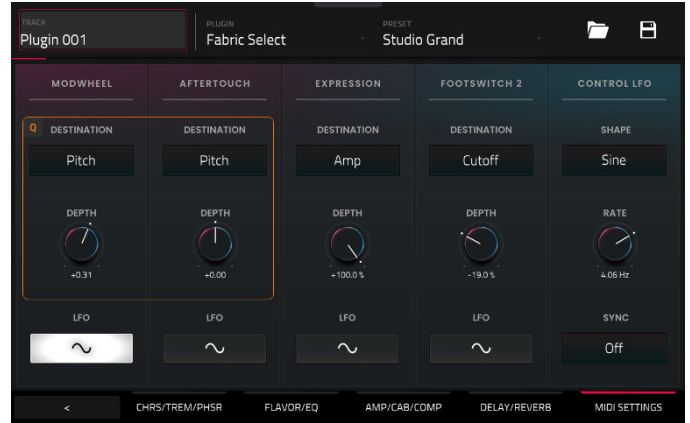 TRACK PLUGIN PRESET
Plugin 001 Fabric Select Studio Grand
MODWHEEL AFTERTOUCH EXPRESSION FOOTSWITCH 2 CONTROL LFO
Q DESTINATION DESTINATION DESTINATION DESTINATION SHAPE
Pitch Pitch Amp Cutoff Sine
DEPTH DEPTH DEPTH DEPTH RATE
+0.31 +0.00 +100.0 % -19.0 % 4.06 Hz
LFO LFO LFO LFO SYNC
Off
< CHRS/TREM/PHSR FLAVOR/EQ AMP/CAB/COMP DELAY/REVERB MIDI SETTINGS